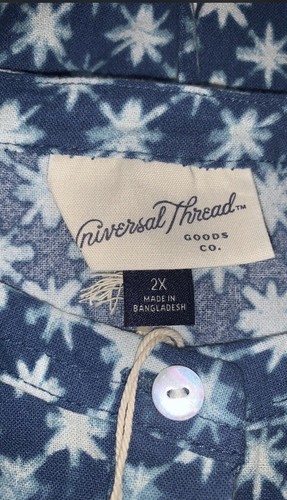 Universal Thread™
GOODS
CO.
2X
MADE IN
BANGLADESH